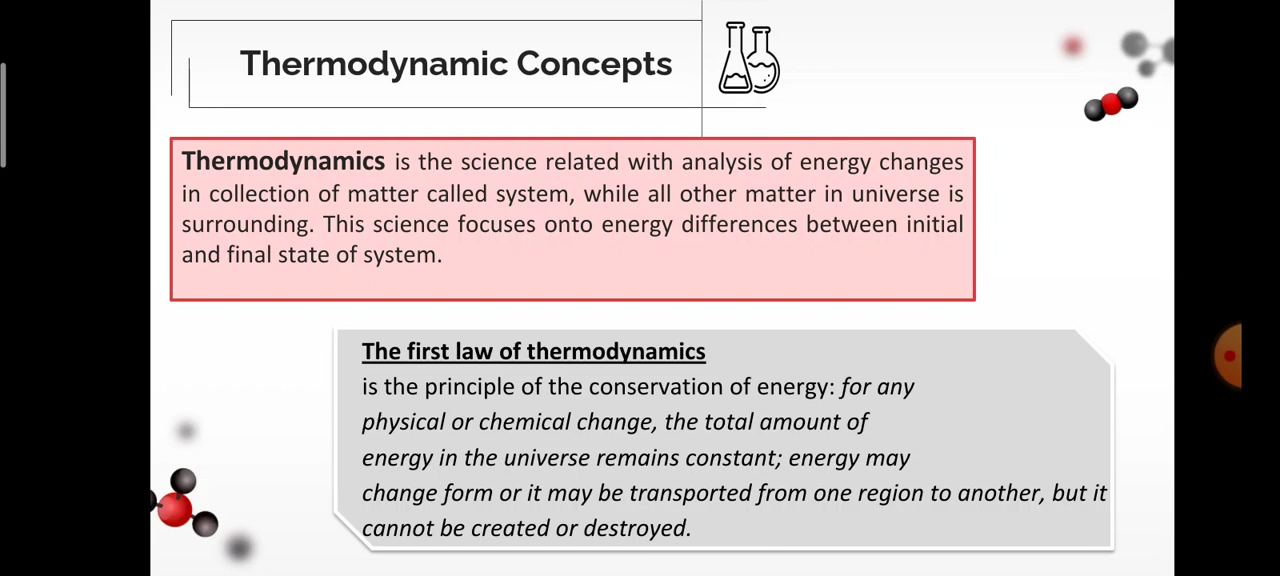 Thermodynamic Concepts
Thermodynamics is the science related with analysis of energy changes
in collection of matter called system, while all other matter in universe is
surrounding. This science focuses onto energy differences between initial
and final state of system.
The first law of thermodynamics
is the principle of the conservation of energy: for any
physical or chemical change, the total amount of
energy in the universe remains constant; energy may
change form or it may be transported from one region to another, but it
cannot be created or destroyed.